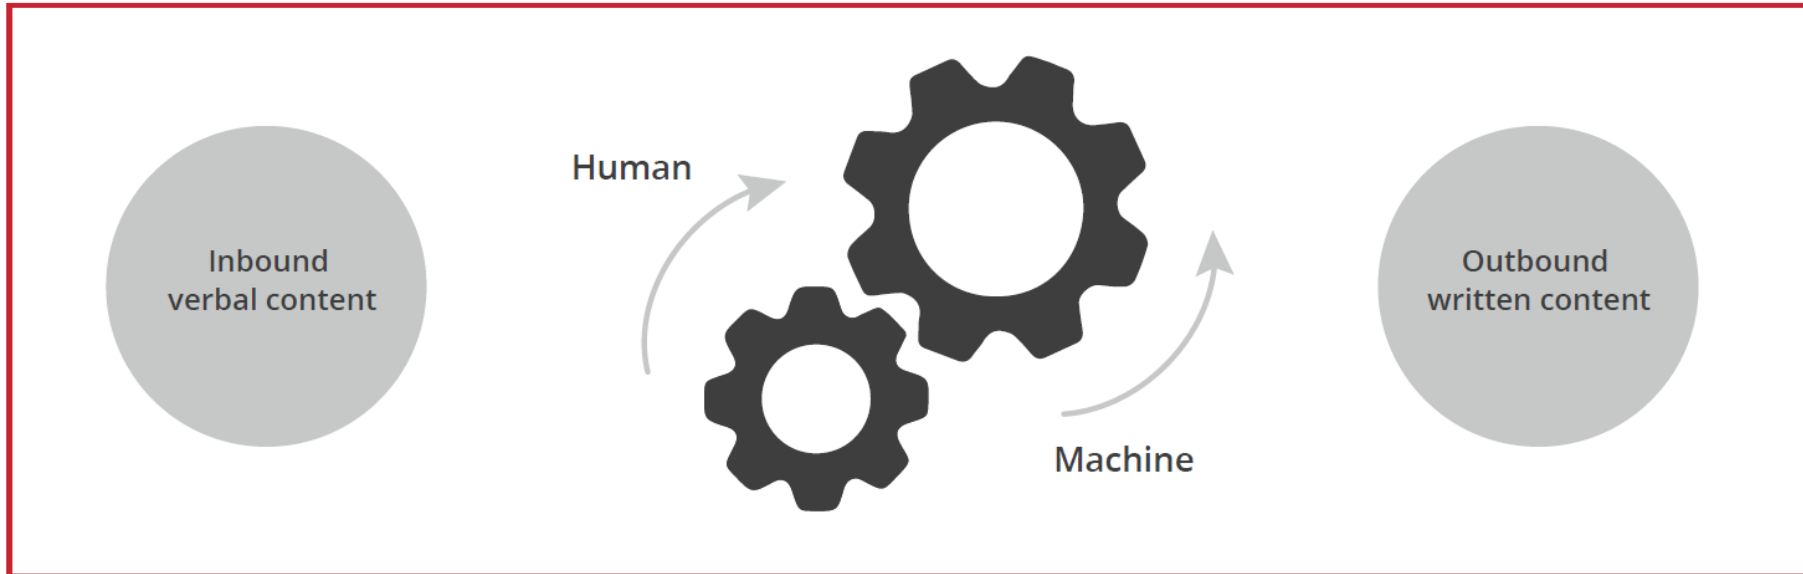 Inbound
verbal content
Human
Machine
Outbound
written content